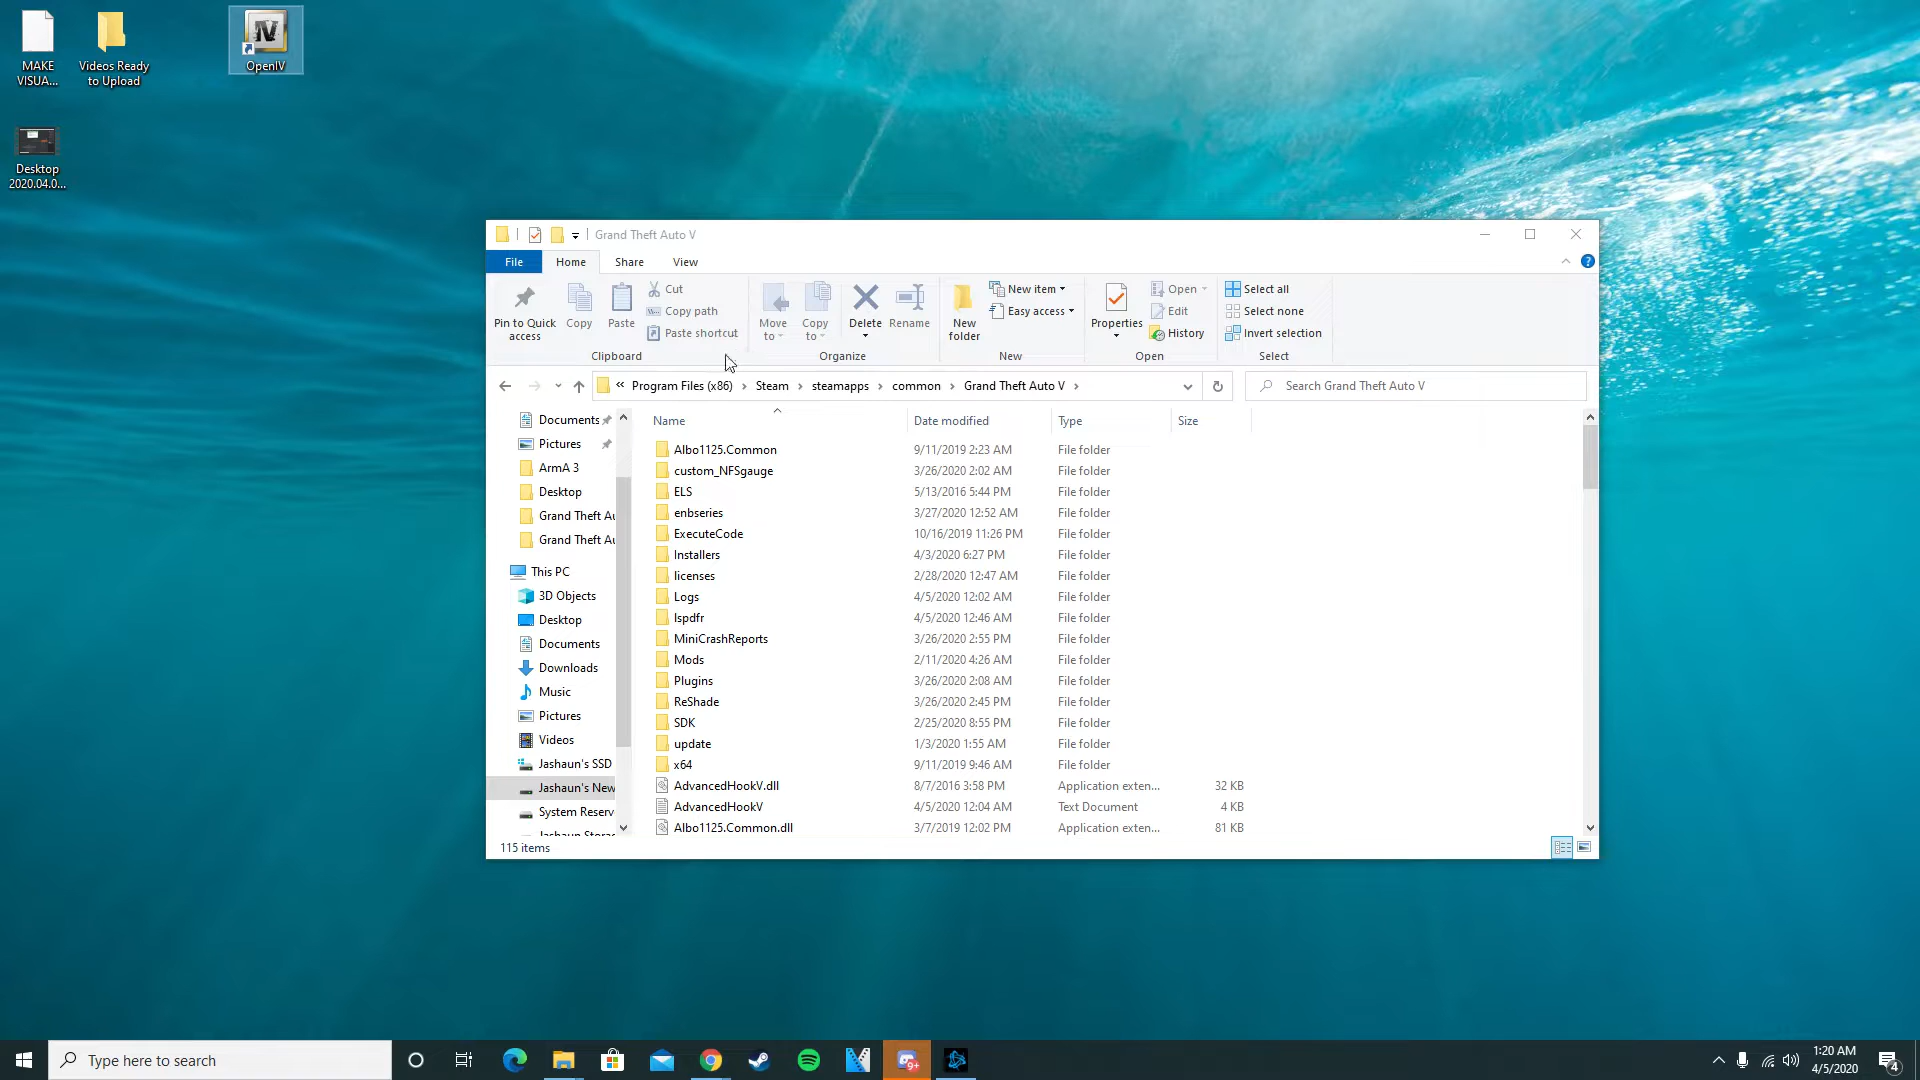 MAKE
VISUA...
Videos Ready
to Upload
OpenIV
Desktop
2020.04.0...
Grand Theft Auto V
File
Home
Share
View
Pin to Quick
access
Copy
Paste
Cut
Copy path
Paste shortcut
Clipboard
Move
to
Copy
to
Delete
Rename
Organize
New
folder
New item
Easy access
New
Properties
Open
Edit
History
Open
Select all
Select none
Invert selection
Select
« Program Files (x86) > Steam > steamapps > common > Grand Theft Auto V >
Search Grand Theft Auto V
Documents
Pictures
ArmA 3
Desktop
Grand Theft Au
Grand Theft Au
This PC
3D Objects
Desktop
Documents
Downloads
Music
Pictures
Videos
Jashaun's SSD
Jashaun's New
System Reserv
Name Date modified Type Size
Albo1125.Common 9/11/2019 2:23 AM File folder
custom_NFSgauge 3/26/2020 2:02 AM File folder
ELS 5/13/2016 5:44 PM File folder
enbseries 3/27/2020 12:52 AM File folder
ExecuteCode 10/16/2019 11:26 PM File folder
Installers 4/3/2020 6:27 PM File folder
licenses 2/28/2020 12:47 AM File folder
Logs 4/5/2020 12:02 AM File folder
lspdfr 4/5/2020 12:46 AM File folder
MiniCrashReports 3/26/2020 2:55 PM File folder
Mods 2/11/2020 4:26 AM File folder
Plugins 3/26/2020 2:08 AM File folder
ReShade 3/26/2020 2:45 PM File folder
SDK 2/25/2020 8:55 PM File folder
update 1/3/2020 1:55 AM File folder
x64 9/11/2019 9:46 AM File folder
AdvancedHookV.dll 8/7/2016 3:58 PM Application exten... 32 KB
AdvancedHookV 4/5/2020 12:04 AM Text Document 4 KB
Albo1125.Common.dll 3/7/2019 12:02 PM Application exten... 81 KB
115 items
Type here to search
9+
1:20 AM
4/5/2020
4